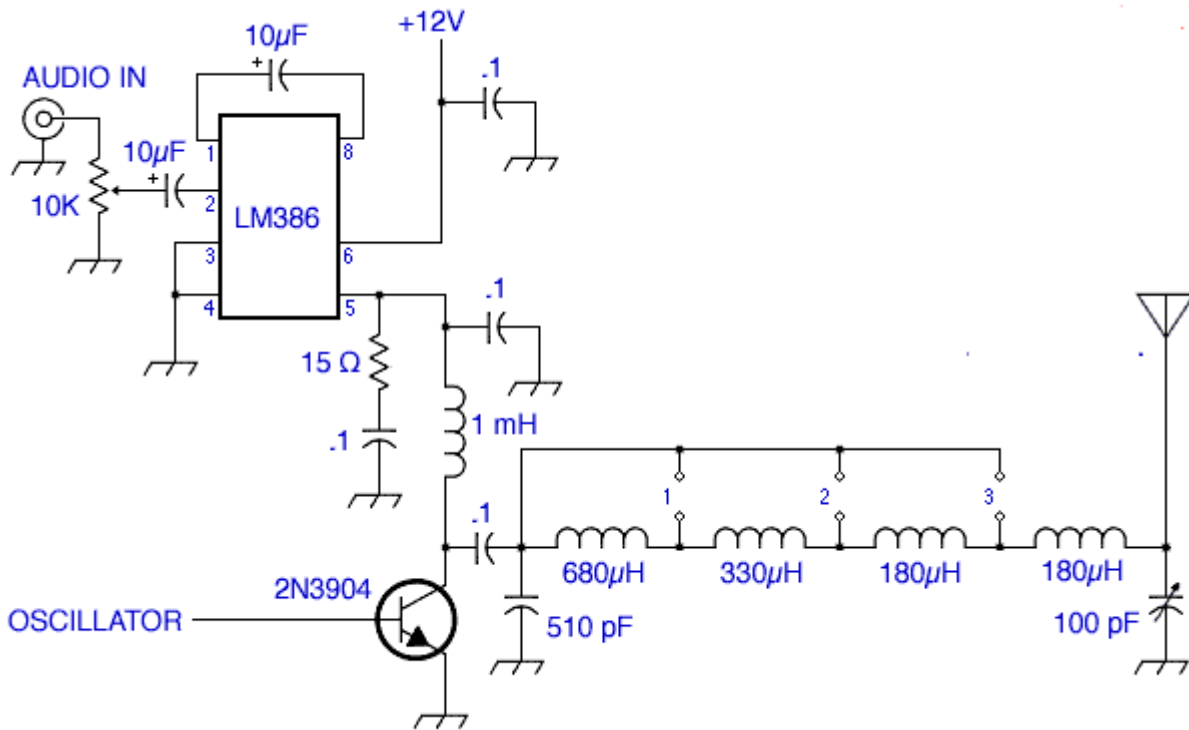 +12V
10µF
AUDIO IN
.1
1
8
10µF
10K
2
LM386
3
6
4
5
.1
15 Ω
1 mH
.1
1
2
3
.1
680µH
330µH
180µH
180µH
2N3904
510 pF
100 pF
OSCILLATOR